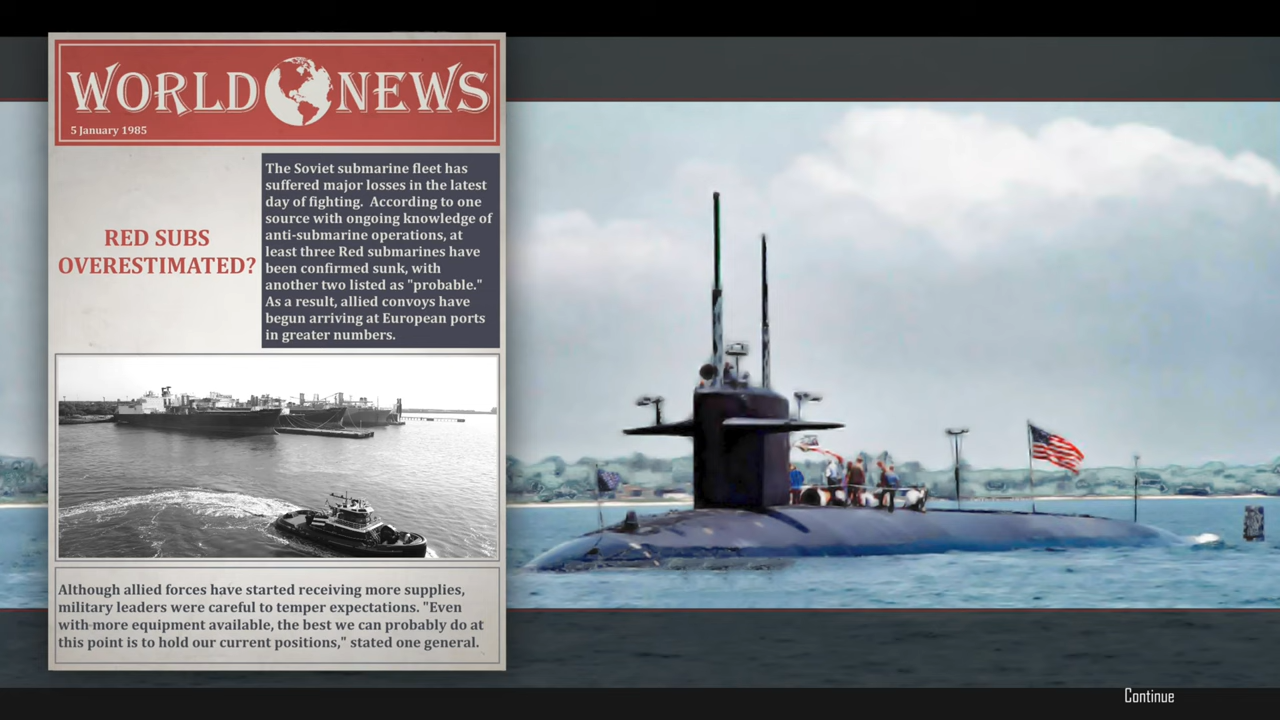 WORLD NEWS
5 January 1985
RED SUBS
OVERESTIMATED?
The Soviet submarine fleet has
suffered major losses in the latest
day of fighting.  According to one
source with ongoing knowledge of
anti-submarine operations, at
least three Red submarines have
been confirmed sunk, with
another two listed as "probable."
As a result, allied convoys have
begun arriving at European ports
in greater numbers.
Although allied forces have started receiving more supplies,
military leaders were careful to temper expectations. "Even
with more equipment available, the best we can probably do at
this point is to hold our current positions," stated one general.
Continue